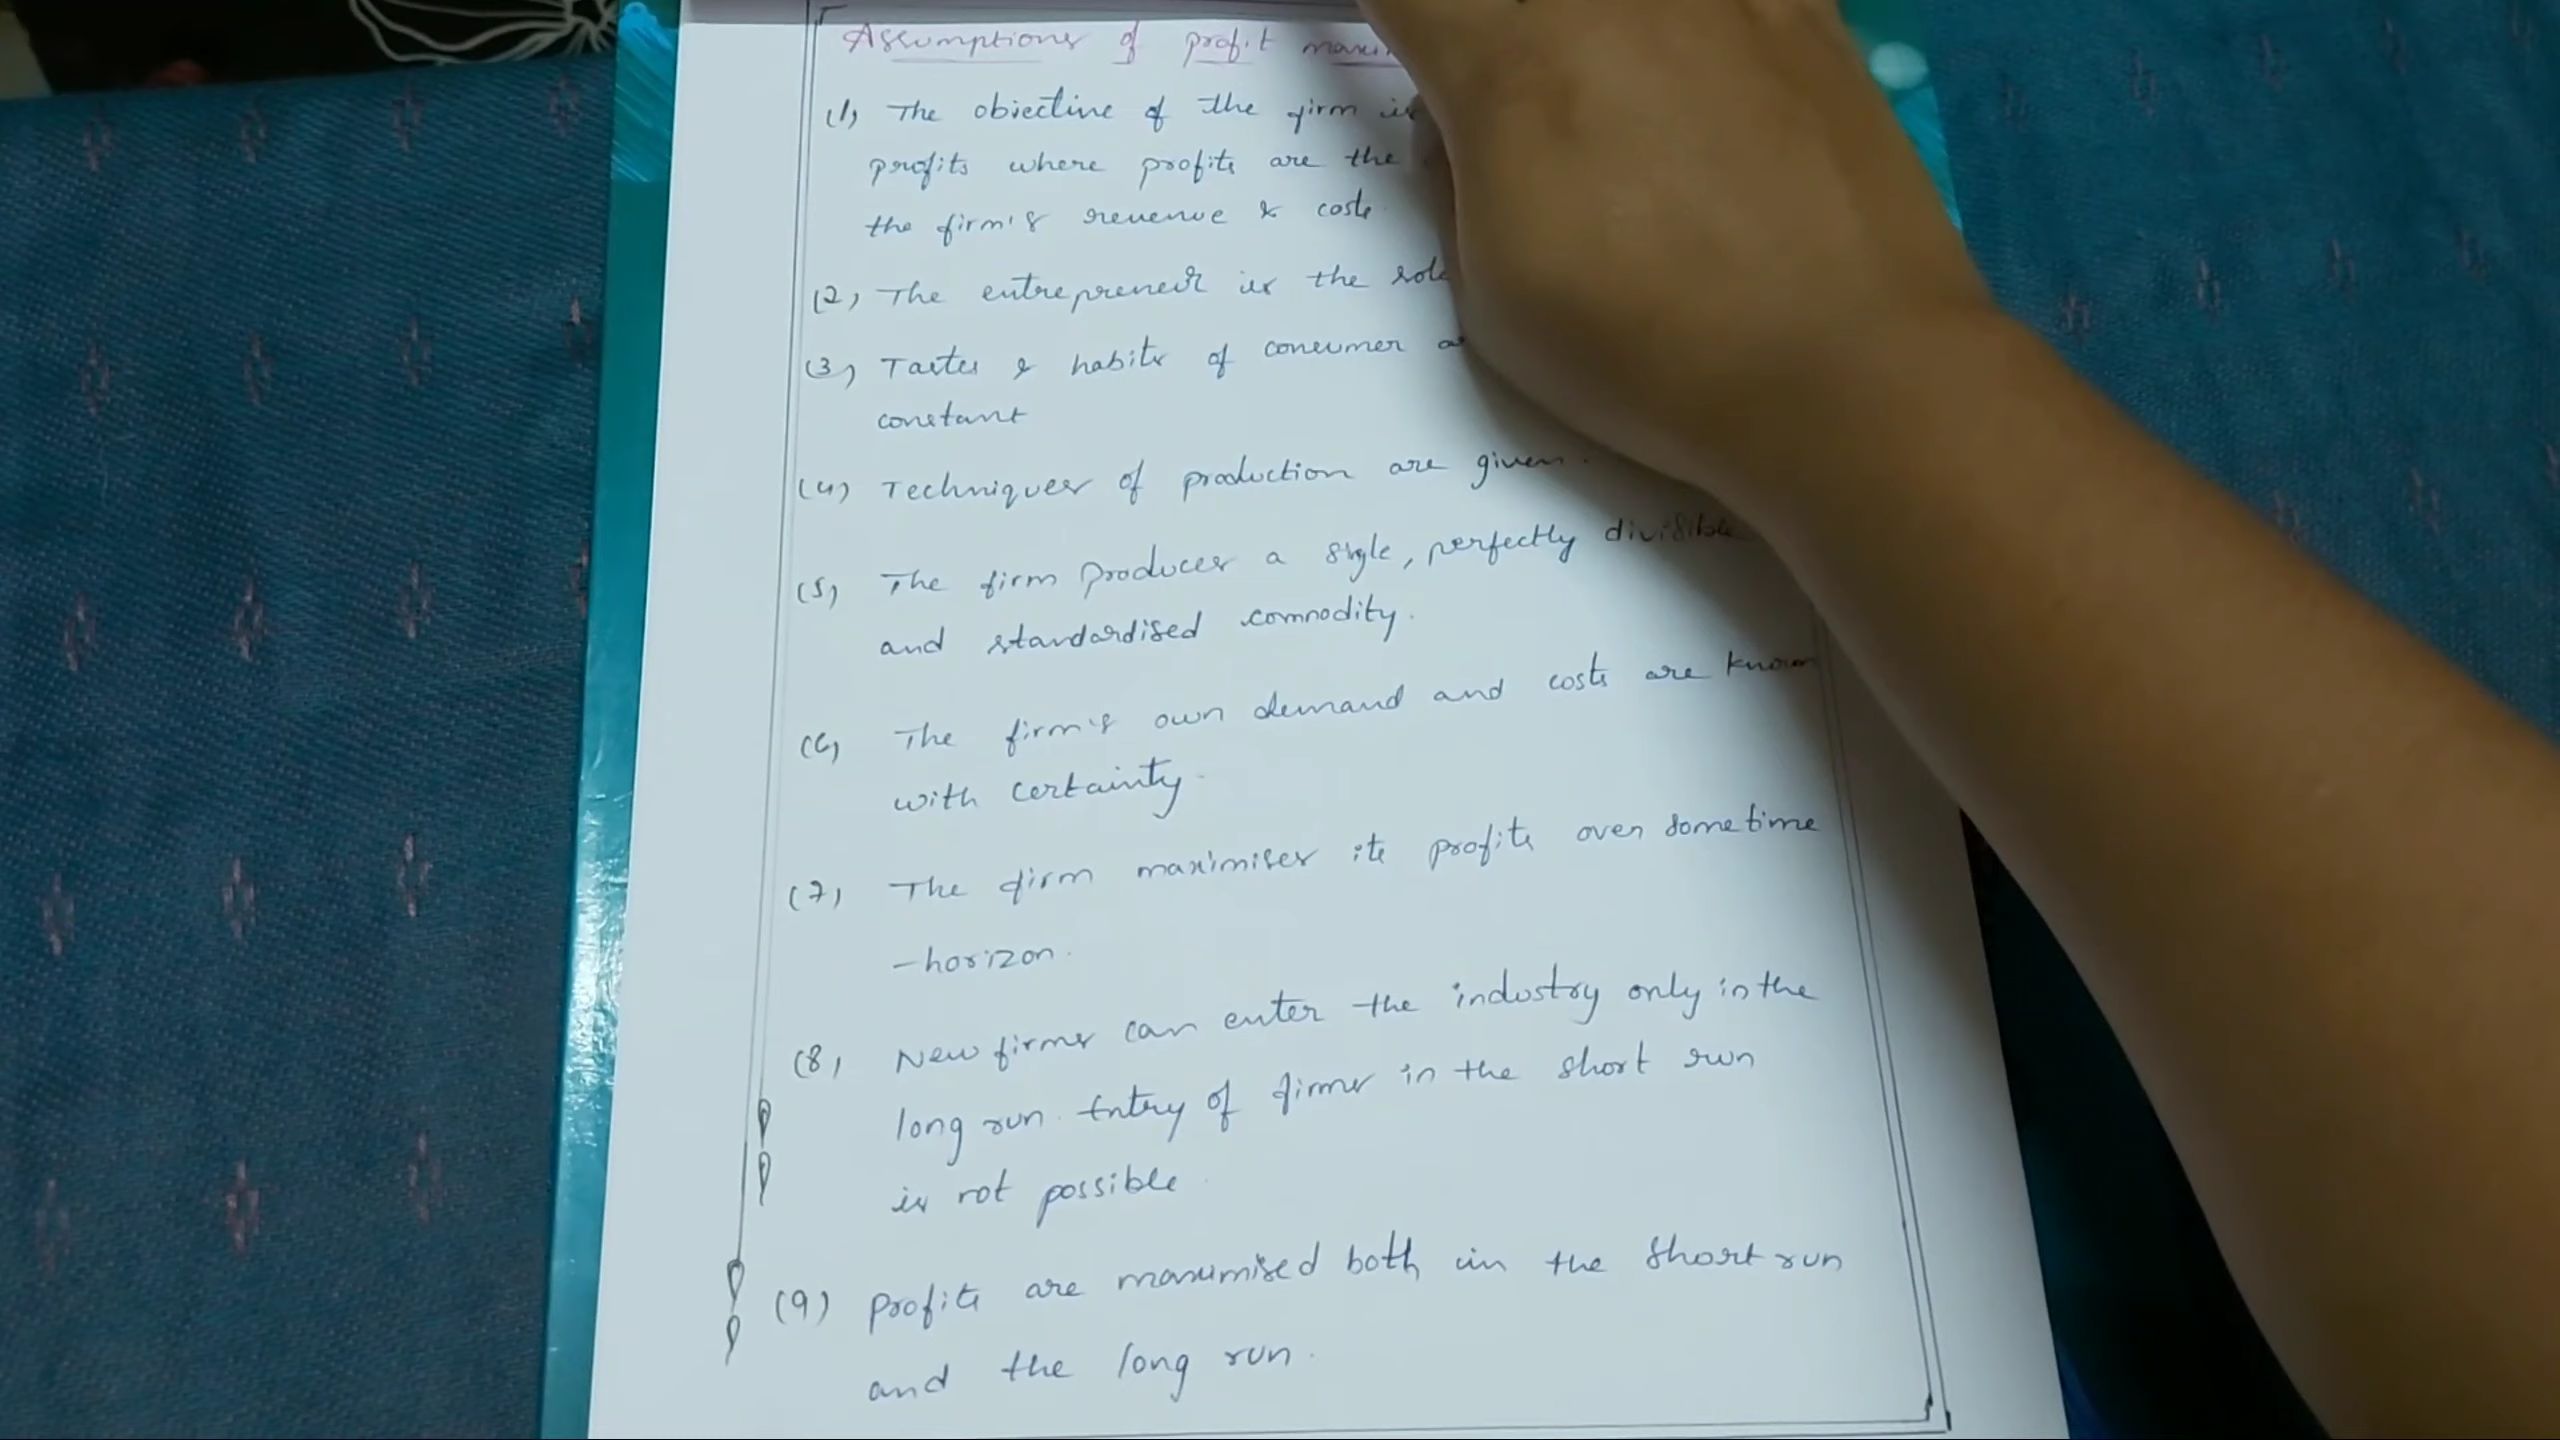 Assumptions of profit
(1) The objective of the firm is
profits where profits are the
the firm's revenue & costs.
(2) The entrepreneur is the
(3) Tastes & habits of consumer
constant
(4) Techniques of production are given.
(5) The firm produces a sigle, perfectly divisible
and standardised commodity.
(6) The firm's own demand and costs are known
with certainty.
(7) The firm maximises its profits over sometime
-horizon.
(8) New firms can enter the industry only in the
long run. Entry of firms in the short run
is not possible.
(9) profits are maximised both in the short run
and the long run.